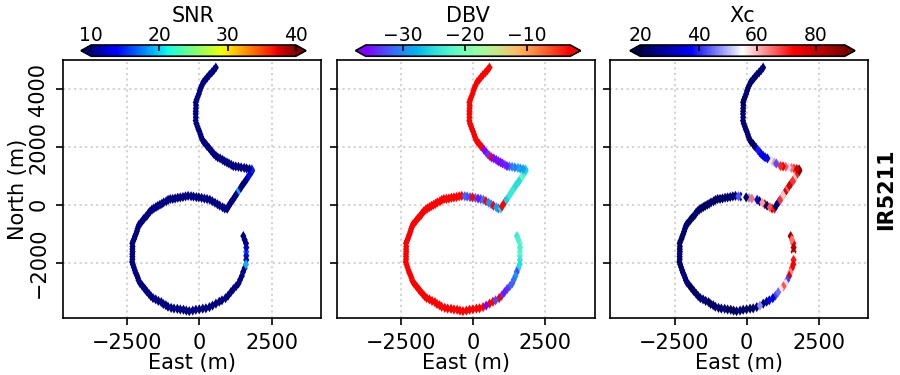 SNR
DBV
Xc
10 20 30 40
−30 −20 −10
20 40 60 80
North (m)
4000
2000
0
−2000
−2500 0 2500
−2500 0 2500
−2500 0 2500
East (m)
East (m)
East (m)
IR5211